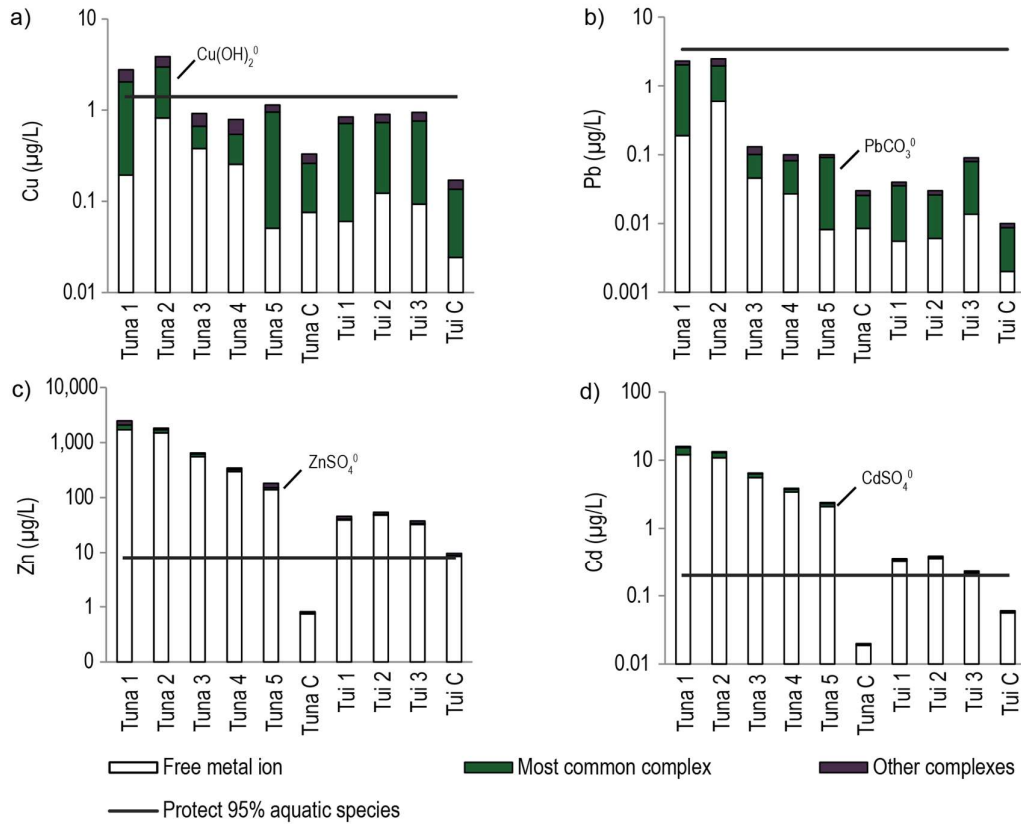 a)
10
1
0.1
0.01
Cu (µg/L)
Cu(OH)₂⁰
Tuna 1
Tuna 2
Tuna 3
Tuna 4
Tuna 5
Tuna C
Tui 1
Tui 2
Tui 3
Tui C
b)
10
1
0.1
0.01
0.001
Pb (µg/L)
PbCO₃⁰
Tuna 1
Tuna 2
Tuna 3
Tuna 4
Tuna 5
Tuna C
Tui 1
Tui 2
Tui 3
Tui C
c)
10,000
1,000
100
10
1
0
Zn (µg/L)
ZnSO₄⁰
Tuna 1
Tuna 2
Tuna 3
Tuna 4
Tuna 5
Tuna C
Tui 1
Tui 2
Tui 3
Tui C
d)
100
10
1
0.1
0.01
Cd (µg/L)
CdSO₄⁰
Tuna 1
Tuna 2
Tuna 3
Tuna 4
Tuna 5
Tuna C
Tui 1
Tui 2
Tui 3
Tui C
Free metal ion
Most common complex
Other complexes
Protect 95% aquatic species